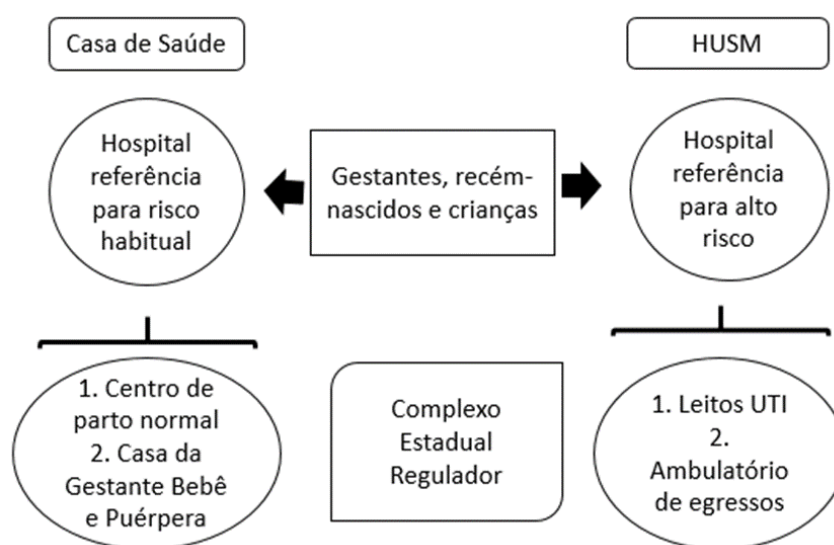 Casa de Saúde
HUSM
Hospital
referência
para risco
habitual
Gestantes, recém-
nascidos e crianças
Hospital
referência
para alto
risco
1. Centro de
parto normal
2. Casa da
Gestante Bebê
e Puérpera
Complexo
Estadual
Regulador
1. Leitos UTI
2.
Ambulatório
de egressos